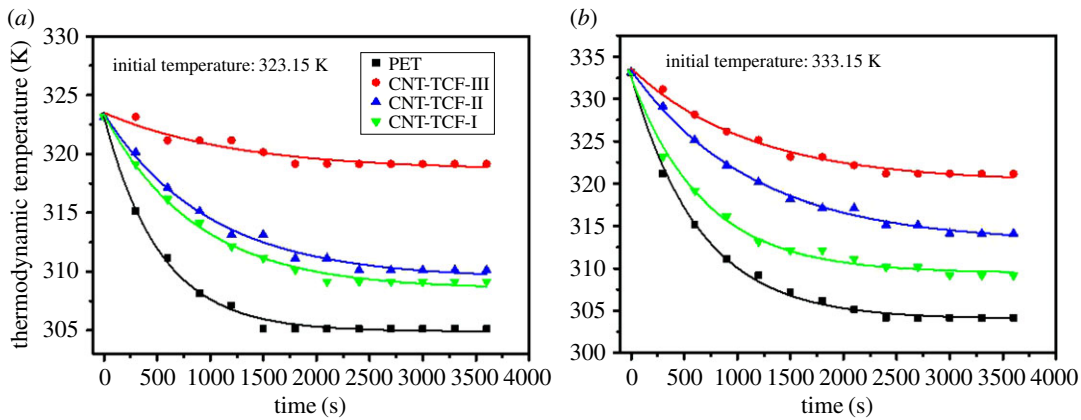 (a)
330
325
320
315
310
305
thermodynamic temperature (K)
initial temperature: 323.15 K
PET
CNT-TCF-III
CNT-TCF-II
CNT-TCF-I
0 500 1000 1500 2000 2500 3000 3500 4000
time (s)
(b)
335
330
325
320
315
310
305
300
initial temperature: 333.15 K
0 500 1000 1500 2000 2500 3000 3500 4000
time (s)